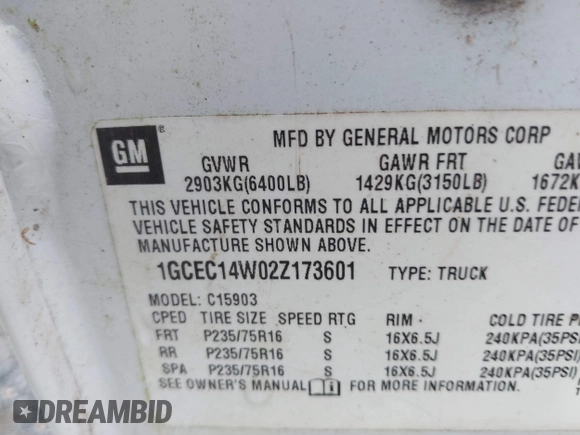 GM
MFD BY GENERAL MOTORS CORP
GVWR GAWR FRT
2903KG(6400LB) 1429KG(3150LB) 1672K
THIS VEHICLE CONFORMS TO ALL APPLICABLE U.S. FEDE
VEHICLE SAFETY STANDARDS IN EFFECT ON THE DATE OF
MANUFACTURE SHOWN ABOVE.
1GCEC14W02Z173601 TYPE: TRUCK
MODEL: C15903
CPED TIRE SIZE SPEED RTG RIM COLD TIRE P
FRT P235/75R16 S 16X6.5J 240KPA(35PSI)
RR P235/75R16 S 16X6.5J 240KPA(35PSI)
SPA P235/75R16 S 16X6.5J 240KPA(35PSI)
SEE OWNER'S MANUAL FOR MORE INFORMATION.
DREAMBID